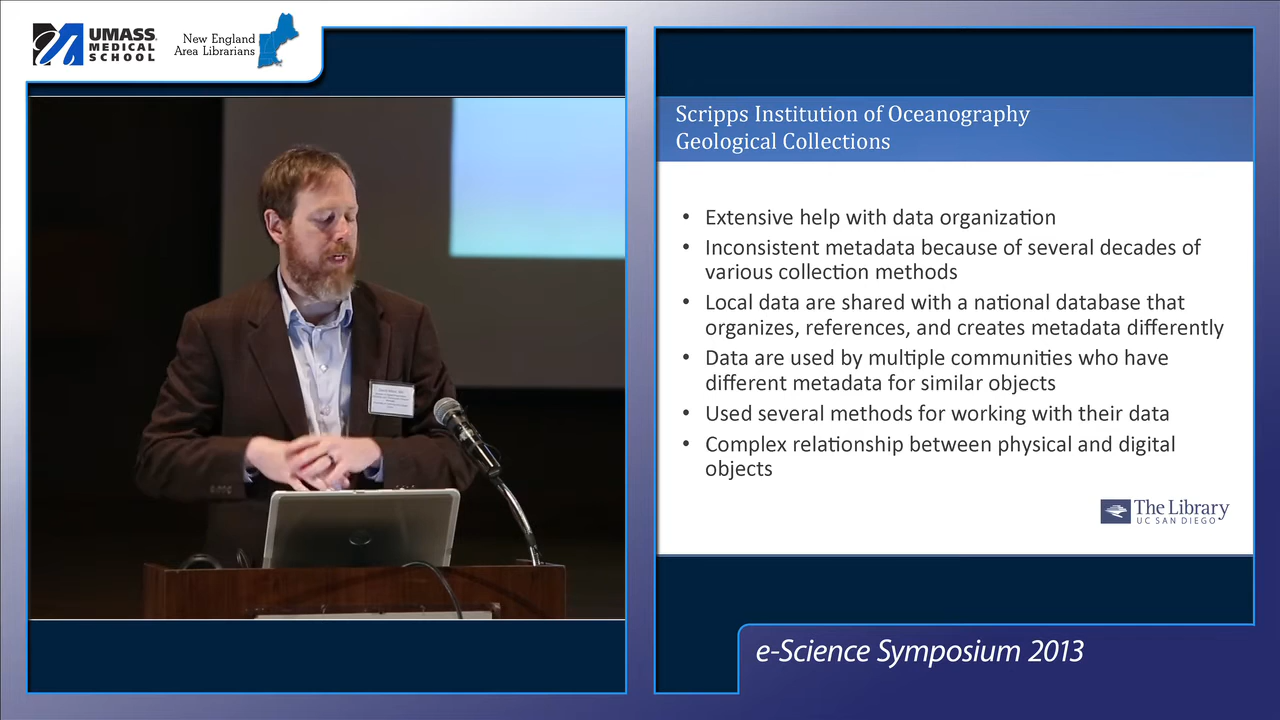 UMASS
MEDICAL
SCHOOL
New England
Area Librarians
Scripps Institution of Oceanography
Geological Collections
• Extensive help with data organization
• Inconsistent metadata because of several decades of
various collection methods
• Local data are shared with a national database that
organizes, references, and creates metadata differently
• Data are used by multiple communities who have
different metadata for similar objects
• Used several methods for working with their data
• Complex relationship between physical and digital
objects
The Library
UC SAN DIEGO
e-Science Symposium 2013